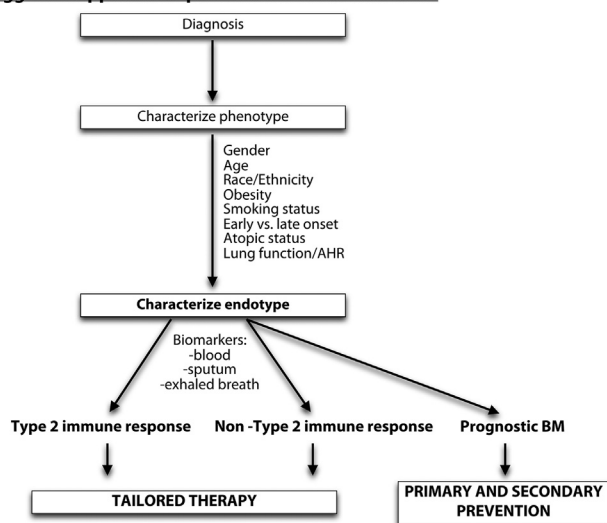 Diagnosis
Characterize phenotype
Gender
Age
Race/Ethnicity
Obesity
Smoking status
Early vs. late onset
Atopic status
Lung function/AHR
Characterize endotype
Biomarkers:
-blood
-sputum
-exhaled breath
Type 2 immune response
Non -Type 2 immune response
Prognostic BM
TAILORED THERAPY
PRIMARY AND SECONDARY
PREVENTION